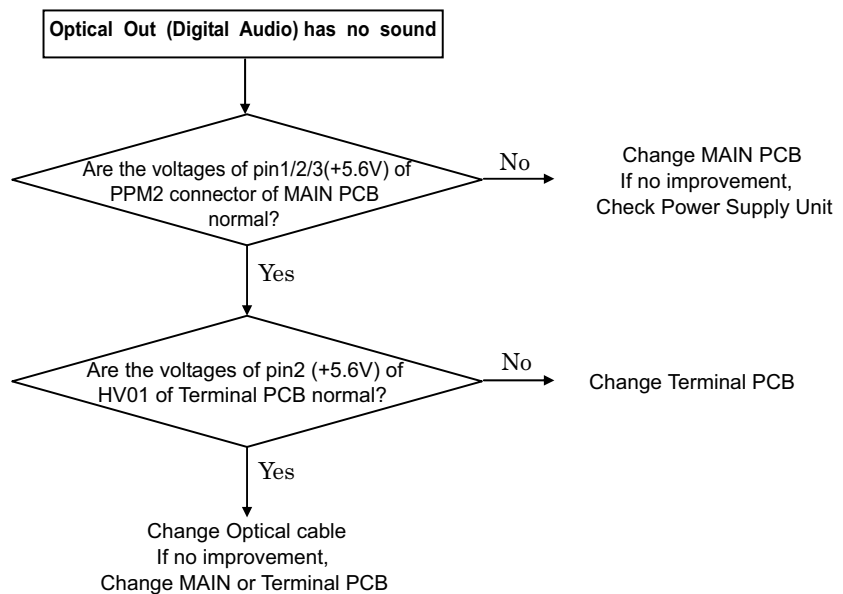 Optical Out (Digital Audio) has no sound
Are the voltages of pin1/2/3(+5.6V) of
PPM2 connector of MAIN PCB
normal?
No
Change MAIN PCB
If no improvement,
Check Power Supply Unit
Yes
Are the voltages of pin2 (+5.6V) of
HV01 of Terminal PCB normal?
No
Change Terminal PCB
Yes
Change Optical cable
If no improvement,
Change MAIN or Terminal PCB